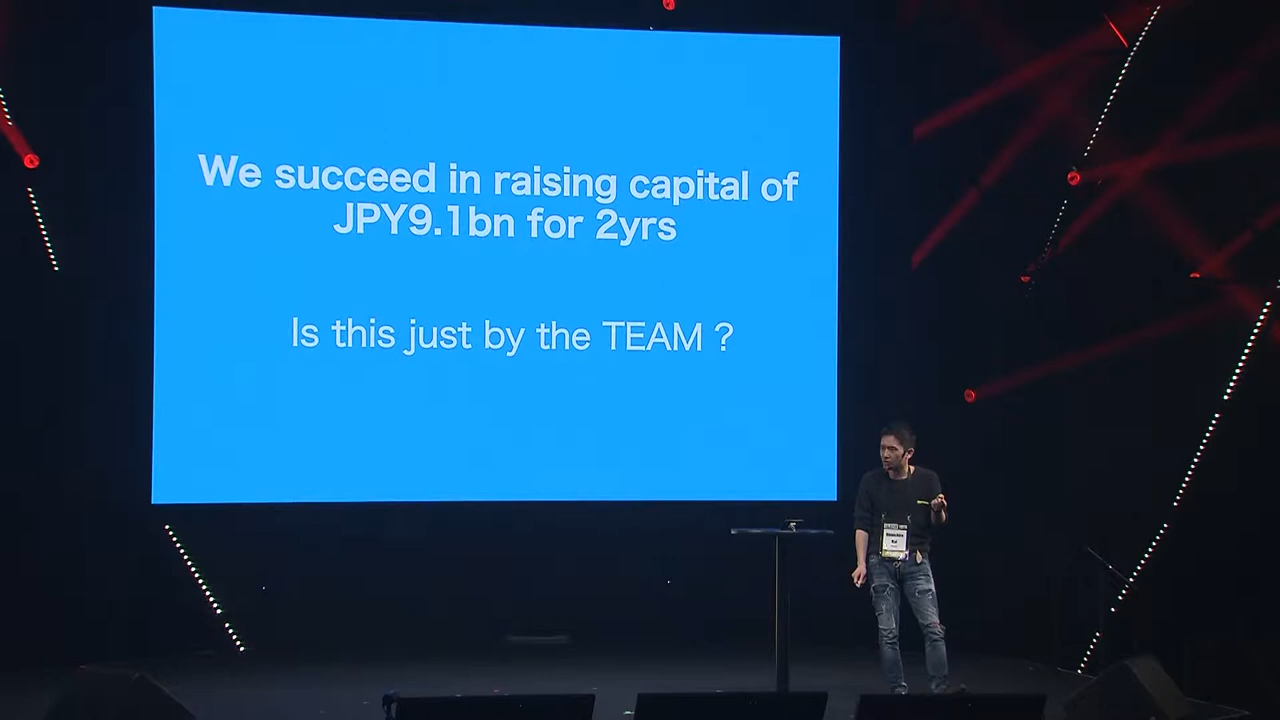 We succeed in raising capital of
JPY9.1bn for 2yrs
Is this just by the TEAM ?